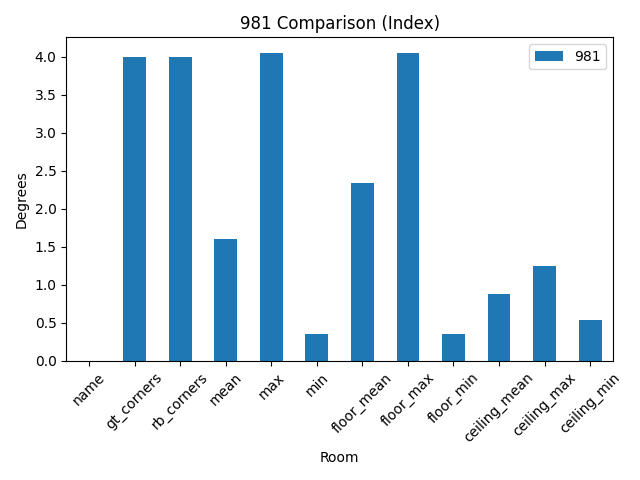 981 Comparison (Index)
981
Degrees
4.0
3.5
3.0
2.5
2.0
1.5
1.0
0.5
0.0
name
gt_corners
rb_corners
mean
max
min
floor_mean
floor_max
floor_min
ceiling_mean
ceiling_max
ceiling_min
Room